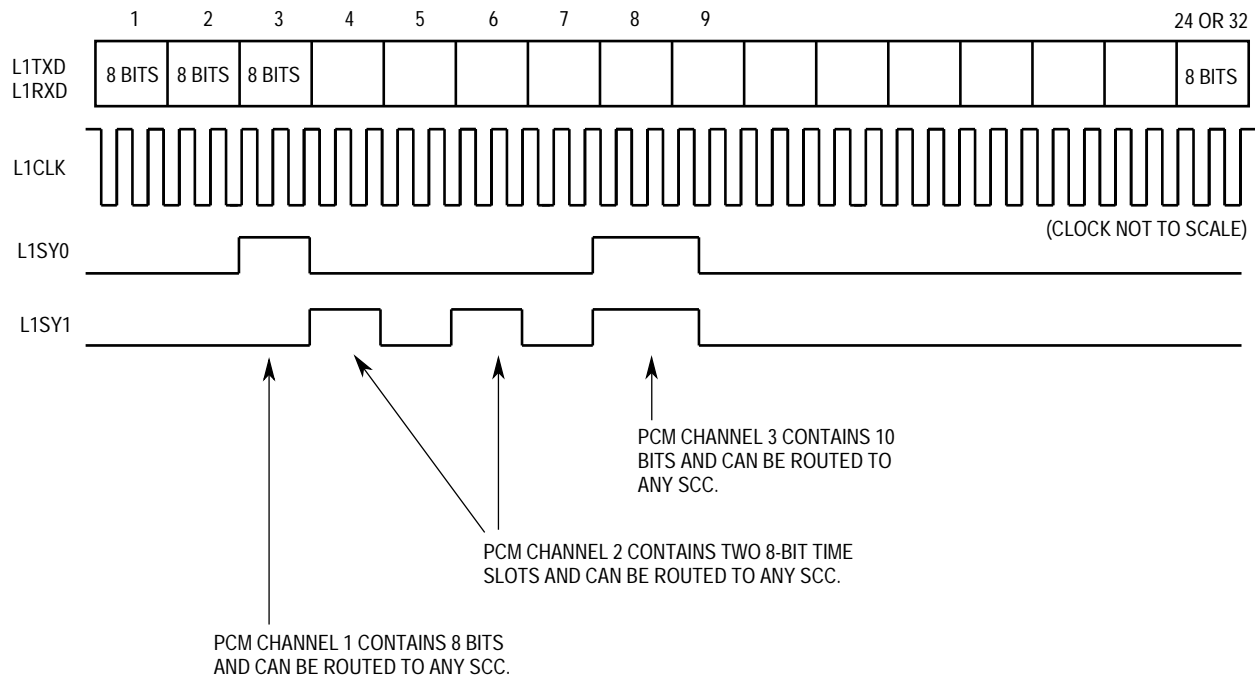 1 2 3 4 5 6 7 8 9 24 OR 32
L1TXD
L1RXD
8 BITS 8 BITS 8 BITS 8 BITS
L1CLK
(CLOCK NOT TO SCALE)
L1SY0
L1SY1
PCM CHANNEL 3 CONTAINS 10
BITS AND CAN BE ROUTED TO
ANY SCC.
PCM CHANNEL 2 CONTAINS TWO 8-BIT TIME
SLOTS AND CAN BE ROUTED TO ANY SCC.
PCM CHANNEL 1 CONTAINS 8 BITS
AND CAN BE ROUTED TO ANY SCC.